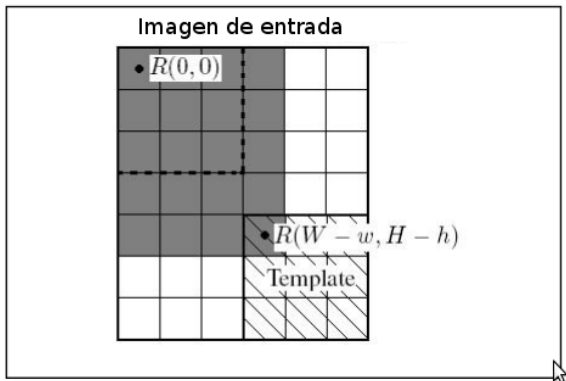 Imagen de entrada
R(0,0)
R(W − w, H − h)
Template